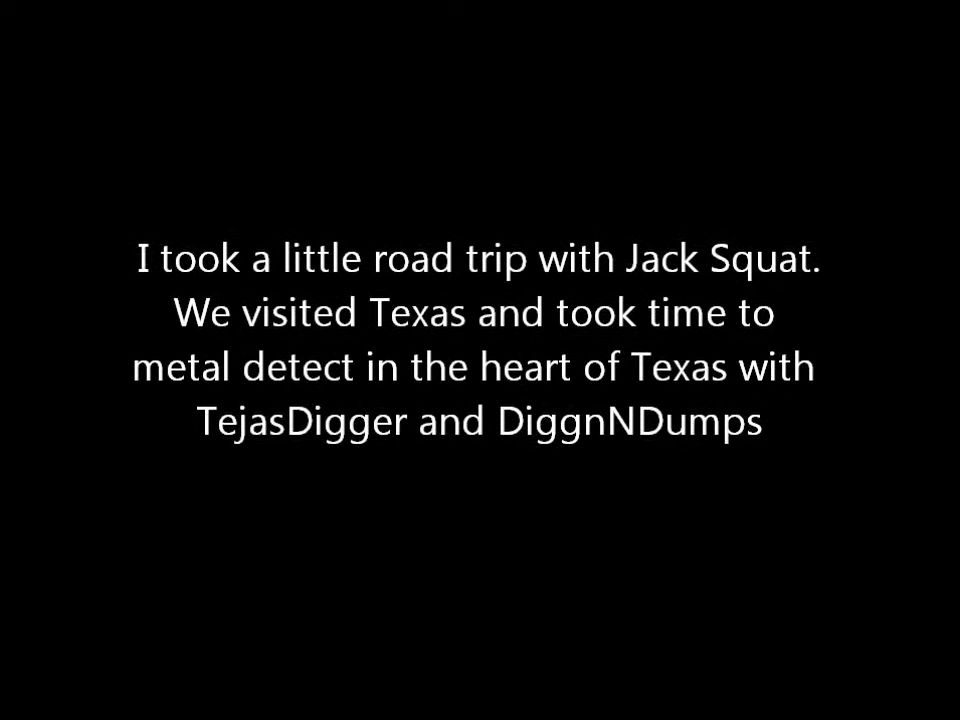 I took a little road trip with Jack Squat.
We visited Texas and took time to
metal detect in the heart of Texas with
TejasDigger and DiggnNDumps